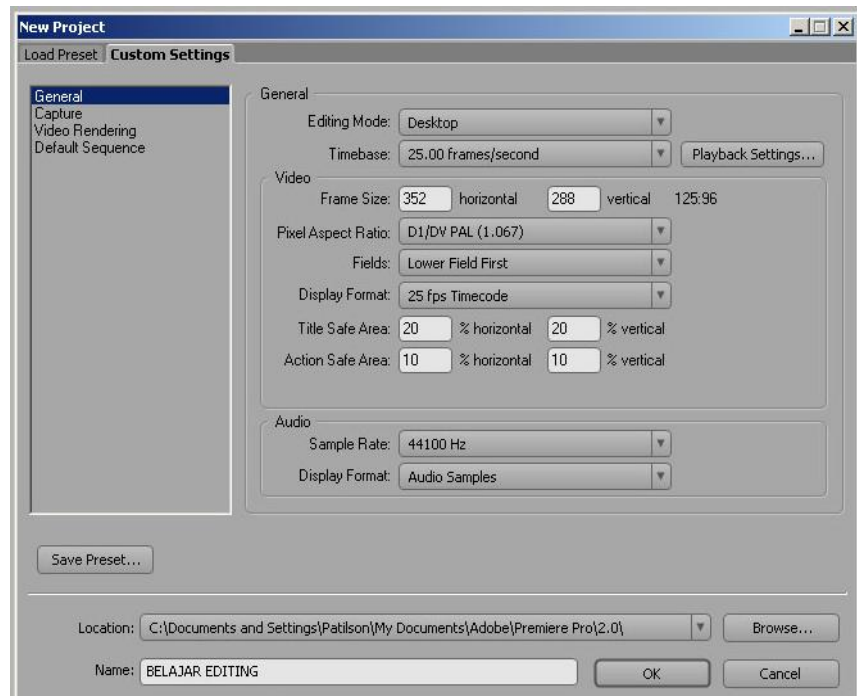 New Project
Load Preset Custom Settings
General
Capture
Video Rendering
Default Sequence
General
Editing Mode: Desktop
Timebase: 25.00 frames/second Playback Settings...
Video
Frame Size: 352 horizontal 288 vertical 125:96
Pixel Aspect Ratio: D1/DV PAL (1.067)
Fields: Lower Field First
Display Format: 25 fps Timecode
Title Safe Area: 20 % horizontal 20 % vertical
Action Safe Area: 10 % horizontal 10 % vertical
Audio
Sample Rate: 44100 Hz
Display Format: Audio Samples
Save Preset...
Location: C:\Documents and Settings\Patilson\My Documents\Adobe\Premiere Pro\2.0\ Browse...
Name: BELAJAR EDITING OK Cancel